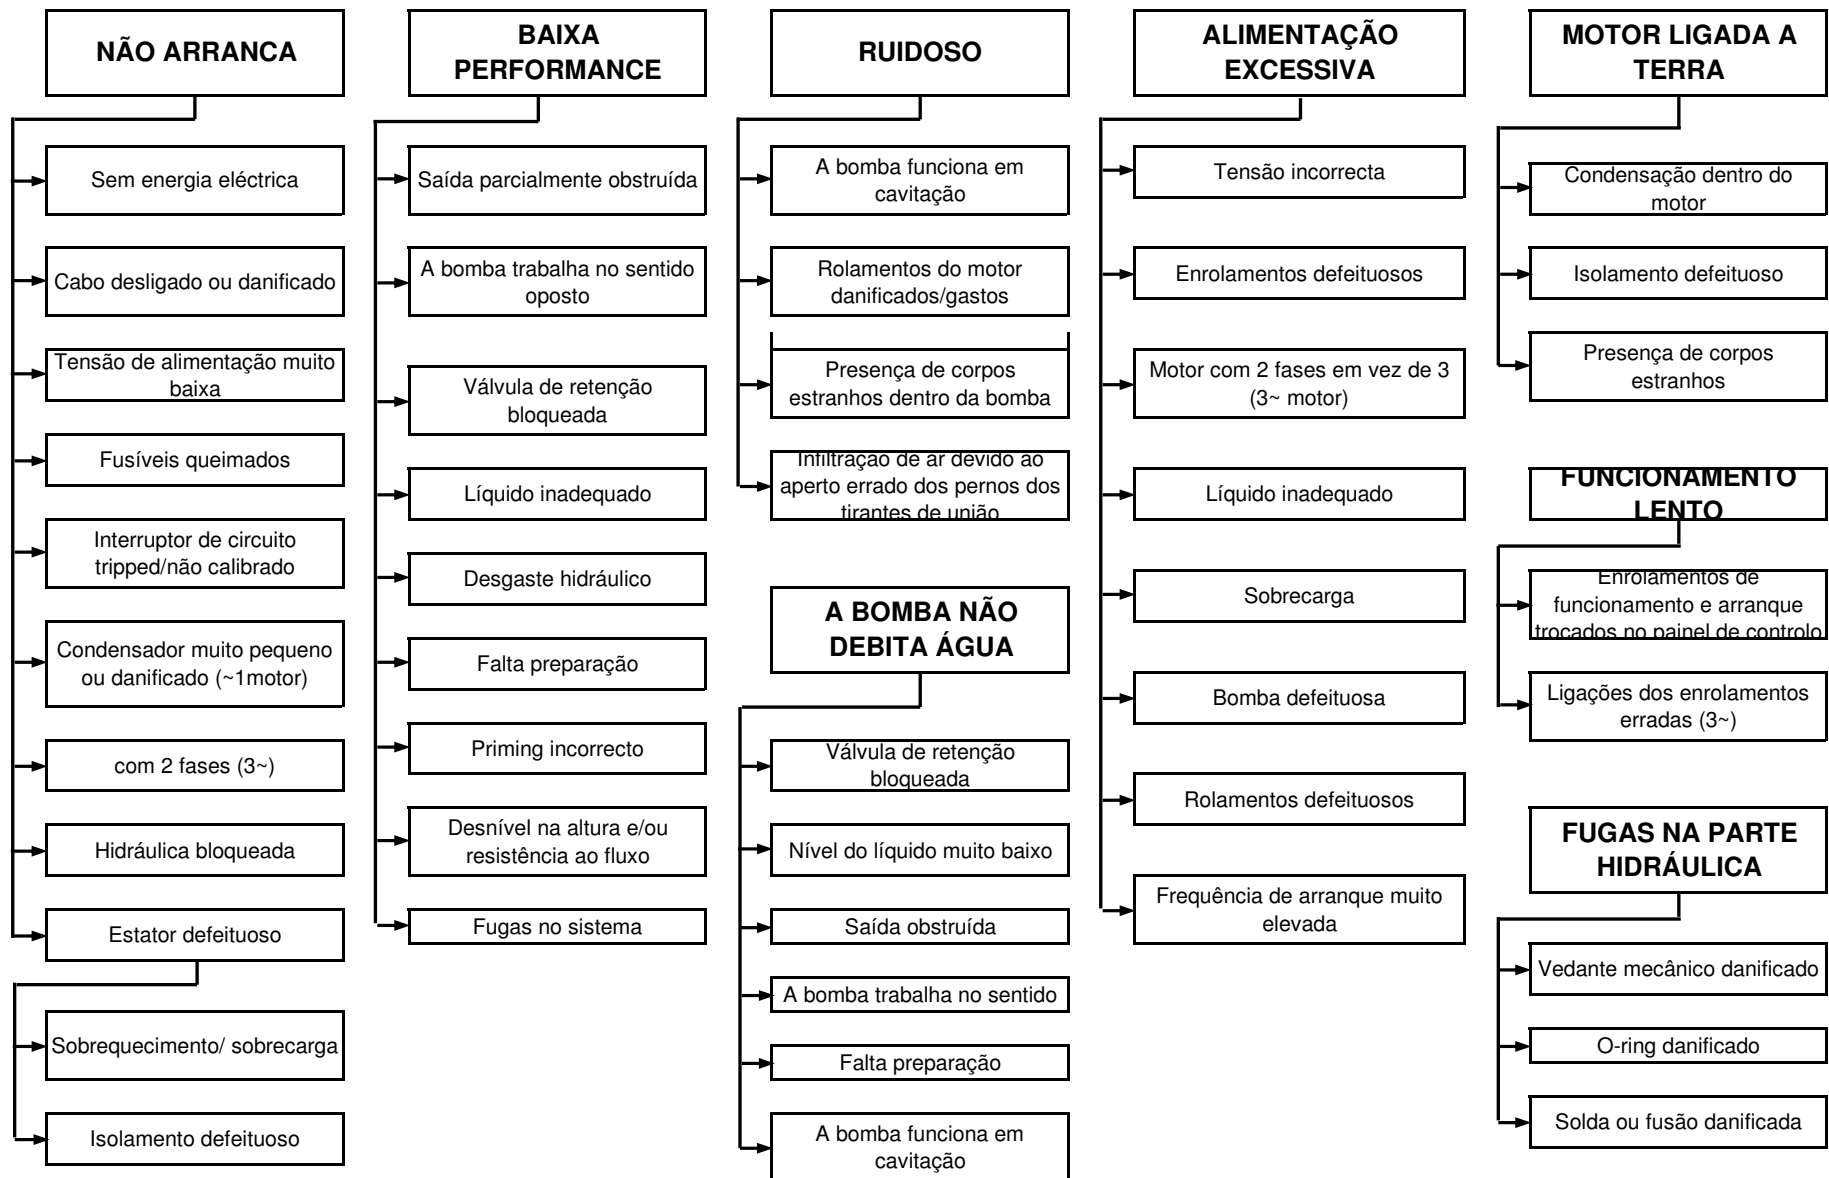 NÃO ARRANCA
Sem energia eléctrica
Cabo desligado ou danificado
Tensão de alimentação muito
baixa
Fusíveis queimados
Interruptor de circuito
tripped/não calibrado
Condensador muito pequeno
ou danificado (~1motor)
com 2 fases (3~)
Hidráulica bloqueada
Estator defeituoso
Sobrequecimento/ sobrecarga
Isolamento defeituoso
BAIXA
PERFORMANCE
Saída parcialmente obstruída
A bomba trabalha no sentido
oposto
Válvula de retenção
bloqueada
Líquido inadequado
Desgaste hidráulico
Falta preparação
Priming incorrecto
Desnível na altura e/ou
resistência ao fluxo
Fugas no sistema
RUIDOSO
A bomba funciona em
cavitação
Rolamentos do motor
danificados/gastos
Presença de corpos
estranhos dentro da bomba
Infiltração de ar devido ao
aperto errado dos pernos dos
tirantes de união
A BOMBA NÃO
DEBITA ÁGUA
Válvula de retenção
bloqueada
Nível do líquido muito baixo
Saída obstruída
A bomba trabalha no sentido
Falta preparação
A bomba funciona em
cavitação
ALIMENTAÇÃO
EXCESSIVA
Tensão incorrecta
Enrolamentos defeituosos
Motor com 2 fases em vez de 3
(3~ motor)
Líquido inadequado
Sobrecarga
Bomba defeituosa
Rolamentos defeituosos
Frequência de arranque muito
elevada
MOTOR LIGADA A
TERRA
Condensação dentro do
motor
Isolamento defeituoso
Presença de corpos
estranhos
FUNCIONAMENTO
LENTO
Enrolamentos de
funcionamento e arranque
trocados no painel de controlo
Ligações dos enrolamentos
erradas (3~)
FUGAS NA PARTE
HIDRÁULICA
Vedante mecânico danificado
O-ring danificado
Solda ou fusão danificada